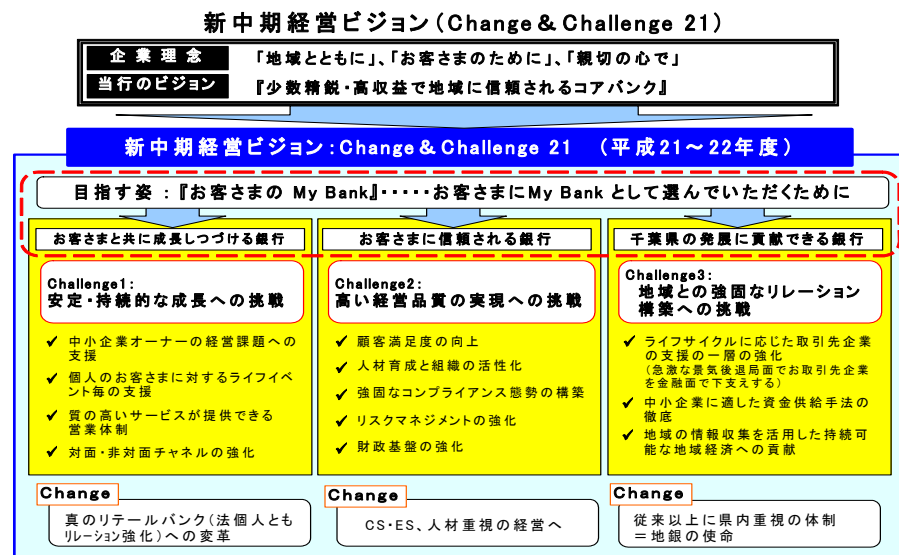 新中期経営ビジョン(Change&Challenge 21)
企業理念 「地域とともに」、「お客さまのために」、「親切の心で」
当行のビジョン 『少数精鋭・高収益で地域に信頼されるコアバンク』
新中期経営ビジョン:Change&Challenge 21 (平成21~22年度)
目指す姿 :『お客さまの My Bank』・・・・・お客さまにMy Bank として選んでいただくために
お客さまと共に成長しつづける銀行
Challenge1:
安定・持続的な成長への挑戦
✓ 中小企業オーナーの経営課題への
支援
✓ 個人のお客さまに対するライフイベ
ント毎の支援
✓ 質の高いサービスが提供できる
営業体制
✓ 対面・非対面チャネルの強化
Change
真のリテールバンク(法個人とも
リレーション強化)への変革
お客さまに信頼される銀行
Challenge2:
高い経営品質の実現への挑戦
✓ 顧客満足度の向上
✓ 人材育成と組織の活性化
✓ 強固なコンプライアンス態勢の構築
✓ リスクマネジメントの強化
✓ 財政基盤の強化
Change
CS・ES、人材重視の経営へ
千葉県の発展に貢献できる銀行
Challenge3:
地域との強固なリレーション
構築への挑戦
✓ ライフサイクルに応じた取引先企業
の支援の一層の強化
(急激な景気後退局面でお取引先企業
を金融面で下支えする)
✓ 中小企業に適した資金供給手法の
徹底
✓ 地域の情報収集を活用した持続可
能な地域経済への貢献
Change
従来以上に県内重視の体制
=地銀の使命